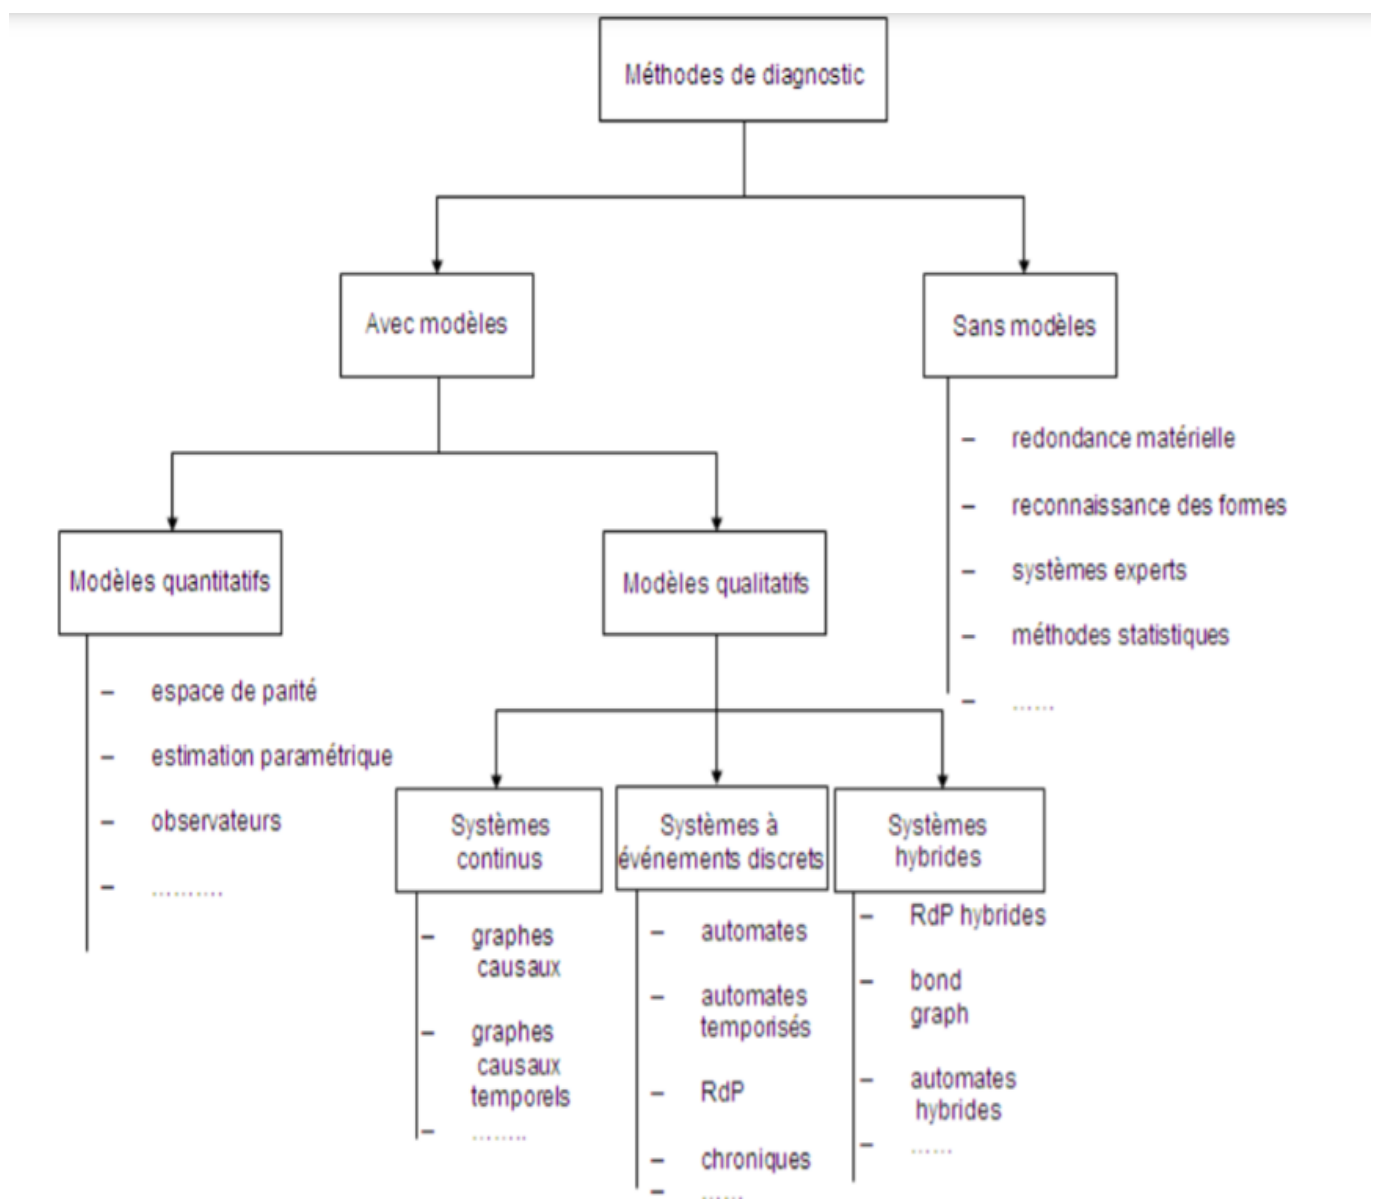 Méthodes de diagnostic
Avec modèles
Sans modèles
– redondance matérielle
– reconnaissance des formes
– systèmes experts
– méthodes statistiques
– ......
Modèles quantitatifs
Modèles qualitatifs
– espace de parité
– estimation paramétrique
– observateurs
– ..........
Systèmes
continus
– graphes
causaux
– graphes
causaux
temporels
– ........
Systèmes à
événements discrets
– automates
– automates
temporisés
– RdP
– chroniques
– ......
Systèmes
hybrides
– RdP hybrides
– bond
graph
– automates
hybrides
– ......